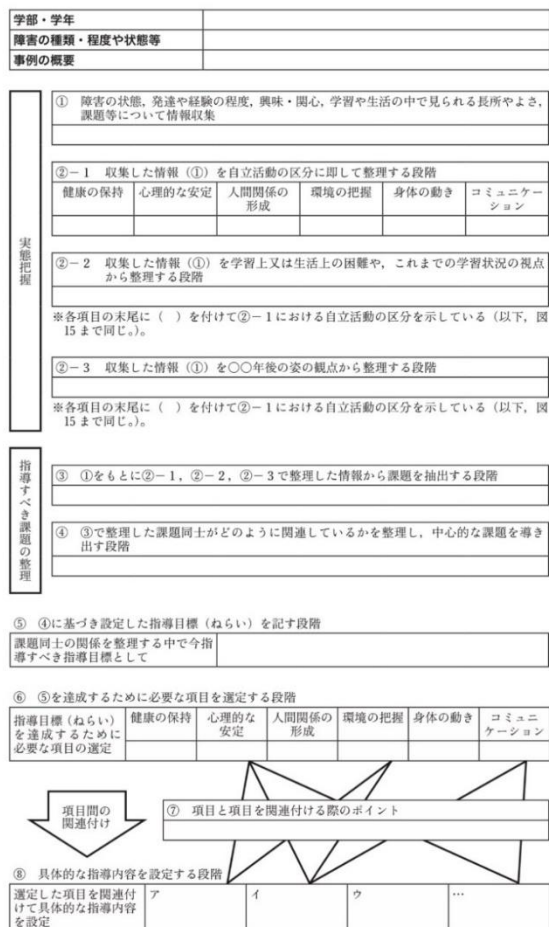 学部・学年
障害の種類・程度や状態等
事例の概要
実態把握
① 障害の状態，発達や経験の程度，興味・関心，学習や生活の中で見られる長所やよさ，
課題等について情報収集
②－1 収集した情報（①）を自立活動の区分に即して整理する段階
健康の保持 心理的な安定 人間関係の 環境の把握 身体の動き コミュニケー
形成 ション
②－2 収集した情報（①）を学習上又は生活上の困難や，これまでの学習状況の視点
から整理する段階
※各項目の末尾に（ ）を付けて②－1における自立活動の区分を示している（以下，図
15まで同じ。）。
②－3 収集した情報（①）を○○年後の姿の観点から整理する段階
※各項目の末尾に（ ）を付けて②－1における自立活動の区分を示している（以下，図
15まで同じ。）。
指導すべき課題の整理
③ ①をもとに②－1，②－2，②－3で整理した情報から課題を抽出する段階
④ ③で整理した課題同士がどのように関連しているかを整理し，中心的な課題を導き
出す段階
⑤ ④に基づき設定した指導目標（ねらい）を記す段階
課題同士の関係を整理する中で今指
導すべき指導目標として
⑥ ⑤を達成するために必要な項目を選定する段階
指導目標（ねらい）
を達成するために
必要な項目の選定
健康の保持 心理的な 人間関係の 環境の把握 身体の動き コミュニ
安定 形成 ケーション
項目間の
関連付け
⑦ 項目と項目を関連付ける際のポイント
⑧ 具体的な指導内容を設定する段階
選定した項目を関連付
けて具体的な指導内容
を設定
ア イ ウ …